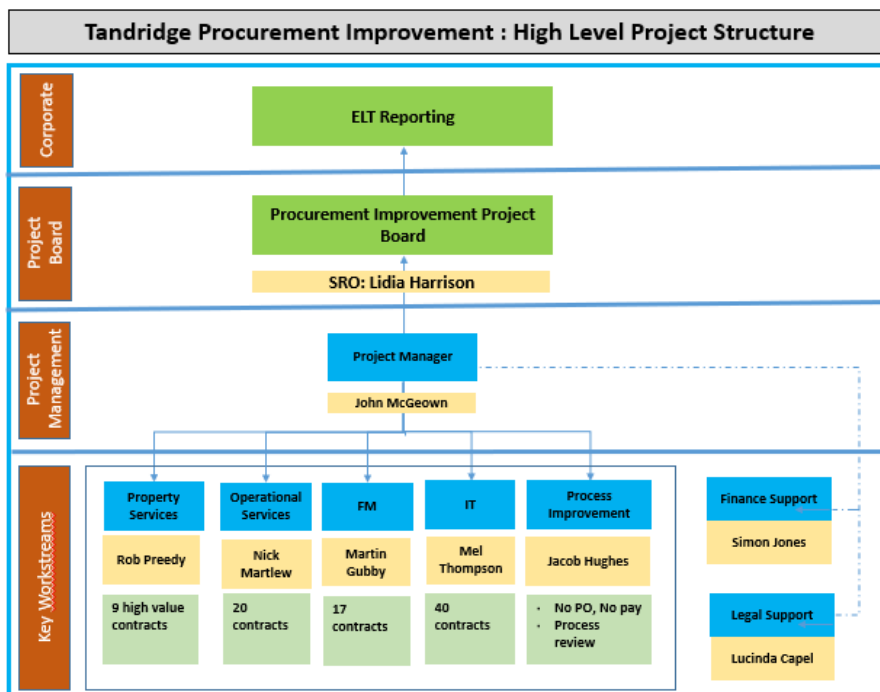 Tandridge Procurement Improvement : High Level Project Structure
Corporate
ELT Reporting
Project
Board
Procurement Improvement Project
Board
SRO: Lidia Harrison
Project
Management
Project Manager
John McGeown
Key Workstreams
Property
Services
Rob Preedy
9 high value
contracts
Operational
Services
Nick
Martlew
20
contracts
FM
Martin
Gubby
17
contracts
IT
Mel
Thompson
40
contracts
Process
Improvement
Jacob Hughes
· No PO, No pay
· Process
review
Finance Support
Simon Jones
Legal Support
Lucinda Capel